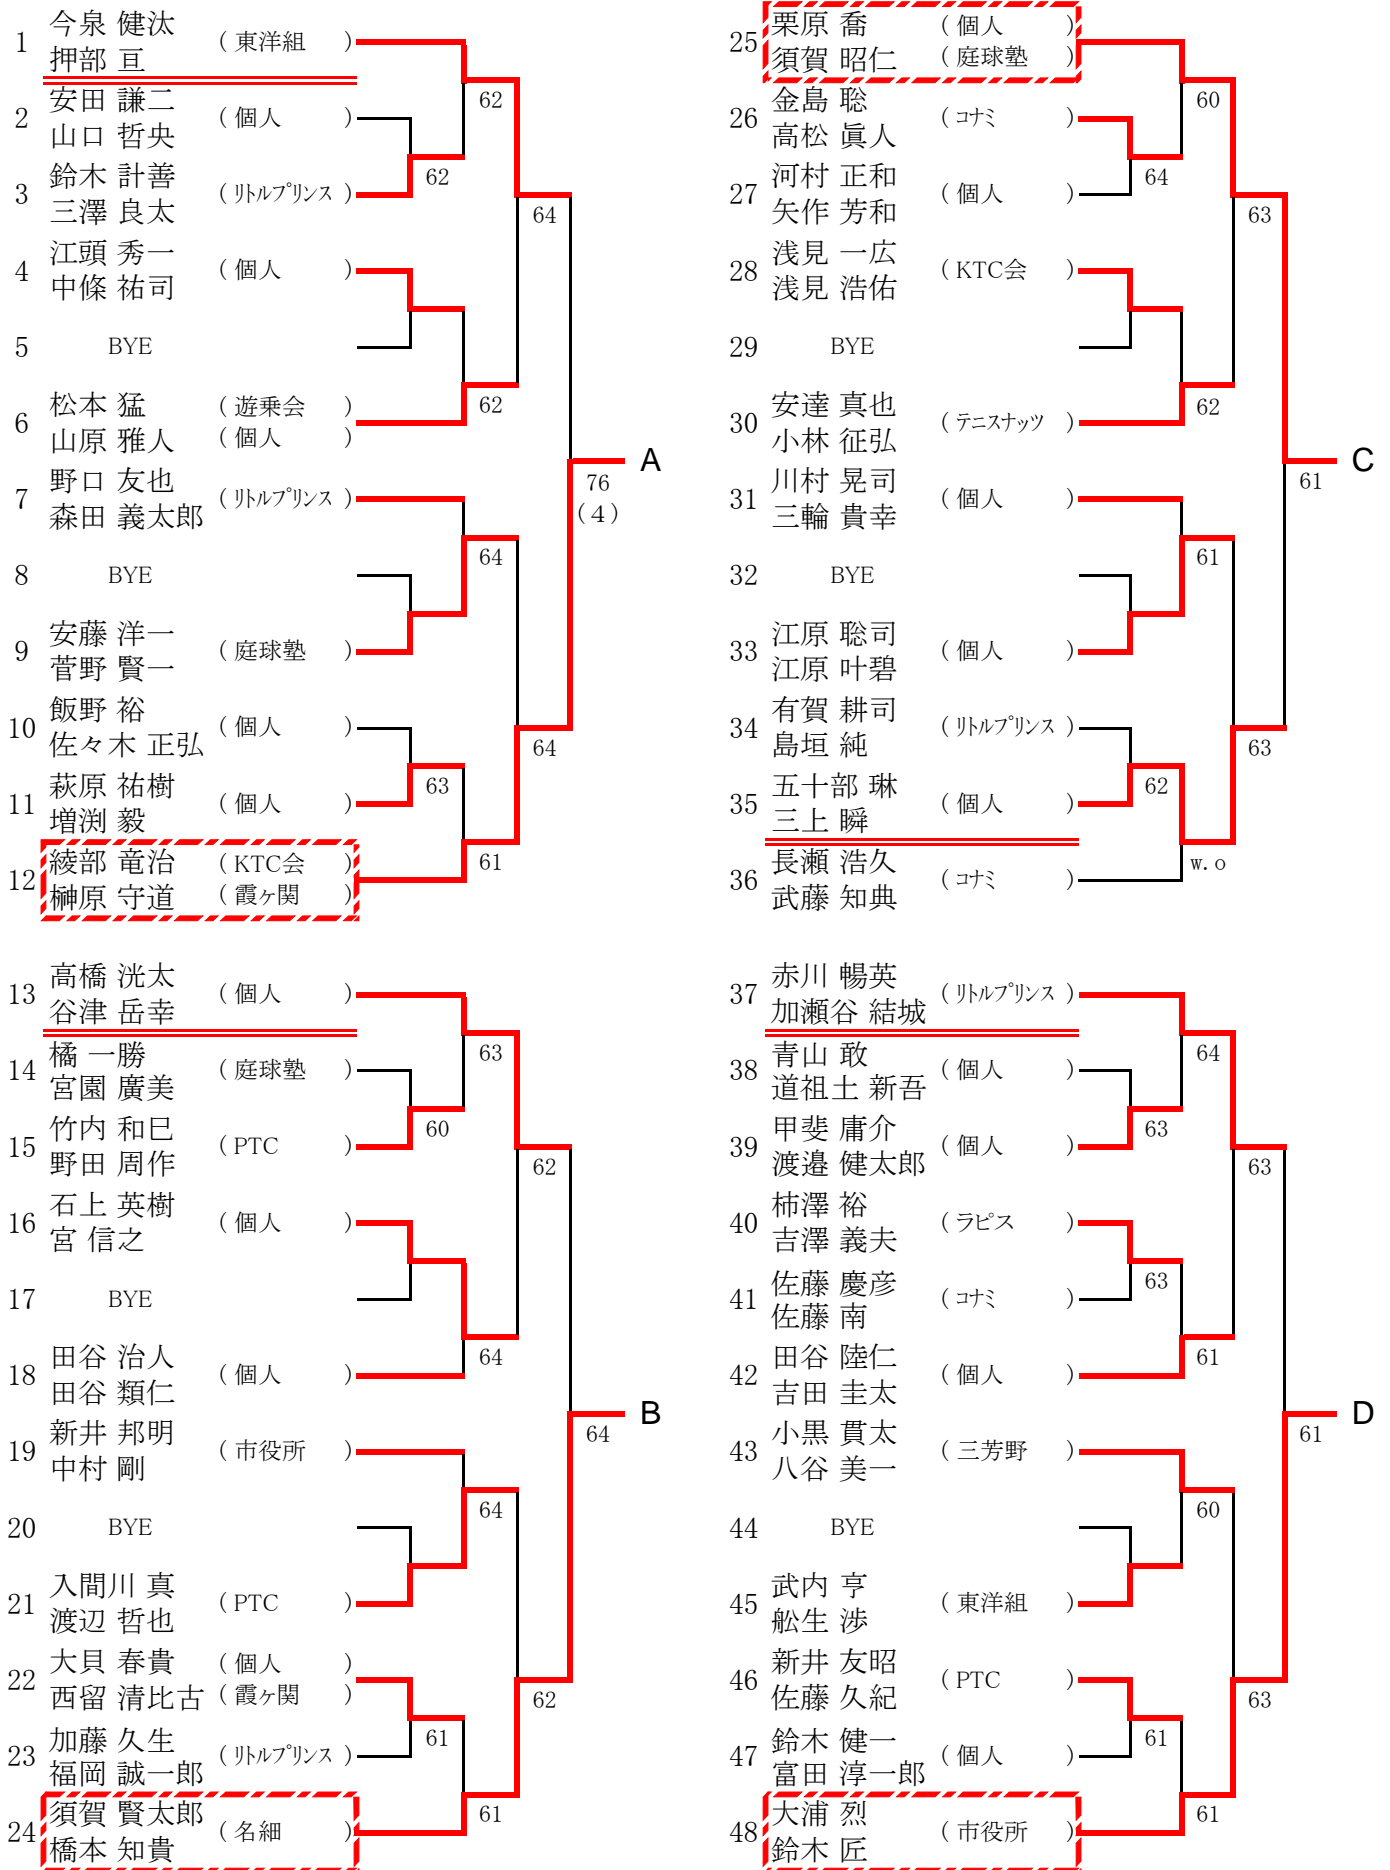 1 今泉 健汰 ( 東洋組 )
押部 亘
62
2 安田 謙二 ( 個人 )
山口 哲央
62
3 鈴木 計善 ( リトルプリンス )
三澤 良太
64
4 江頭 秀一 ( 個人 )
中條 祐司
5 BYE
6 松本 猛 ( 遊乗会 )
山原 雅人 ( 個人 )
62
A
76
(4)
7 野口 友也 ( リトルプリンス )
森田 義太郎
64
8 BYE
9 安藤 洋一 ( 庭球塾 )
菅野 賢一
10 飯野 裕 ( 個人 )
佐々木 正弘
64
63
11 萩原 祐樹 ( 個人 )
増渕 毅
12 綾部 竜治 ( KTC会 )
榊原 守道 ( 霞ヶ関 )
61
13 高橋 洸太 ( 個人 )
谷津 岳幸
63
14 橘 一勝 ( 庭球塾 )
宮園 廣美
60
15 竹内 和巳 ( PTC )
野田 周作
62
16 石上 英樹 ( 個人 )
宮 信之
17 BYE
18 田谷 治人 ( 個人 )
田谷 類仁
64
B
64
19 新井 邦明 ( 市役所 )
中村 剛
64
20 BYE
21 入間川 真 ( PTC )
渡辺 哲也
22 大貝 春貴 ( 個人 )
西留 清比古 ( 霞ヶ関 )
62
61
23 加藤 久生 ( リトルプリンス )
福岡 誠一郎
24 須賀 賢太郎 ( 名細 )
橋本 知貴
61
25 栗原 喬 ( 個人 )
須賀 昭仁 ( 庭球塾 )
60
26 金島 聡 ( コナミ )
高松 眞人
64
27 河村 正和 ( 個人 )
矢作 芳和
63
28 浅見 一広 ( KTC会 )
浅見 浩佑
29 BYE
30 安達 真也 ( テニスナッツ )
小林 征弘
62
C
61
31 川村 晃司 ( 個人 )
三輪 貴幸
61
32 BYE
33 江原 聡司 ( 個人 )
江原 叶碧
34 有賀 耕司 ( リトルプリンス )
島垣 純
63
62
35 五十部 琳 ( 個人 )
三上 瞬
36 長瀬 浩久 ( コナミ )
武藤 知典
w.o
37 赤川 暢英 ( リトルプリンス )
加瀬谷 結城
64
38 青山 敢 ( 個人 )
道祖土 新吾
63
39 甲斐 庸介 ( 個人 )
渡邉 健太郎
63
40 柿澤 裕 ( ラピス )
吉澤 義夫
63
41 佐藤 慶彦 ( コナミ )
佐藤 南
42 田谷 陸仁 ( 個人 )
吉田 圭太
61
D
61
43 小黒 貫太 ( 三芳野 )
八谷 美一
60
44 BYE
45 武内 亨 ( 東洋組 )
舩生 渉
46 新井 友昭 ( PTC )
佐藤 久紀
63
61
47 鈴木 健一 ( 個人 )
富田 淳一郎
48 大浦 烈 ( 市役所 )
鈴木 匠
61